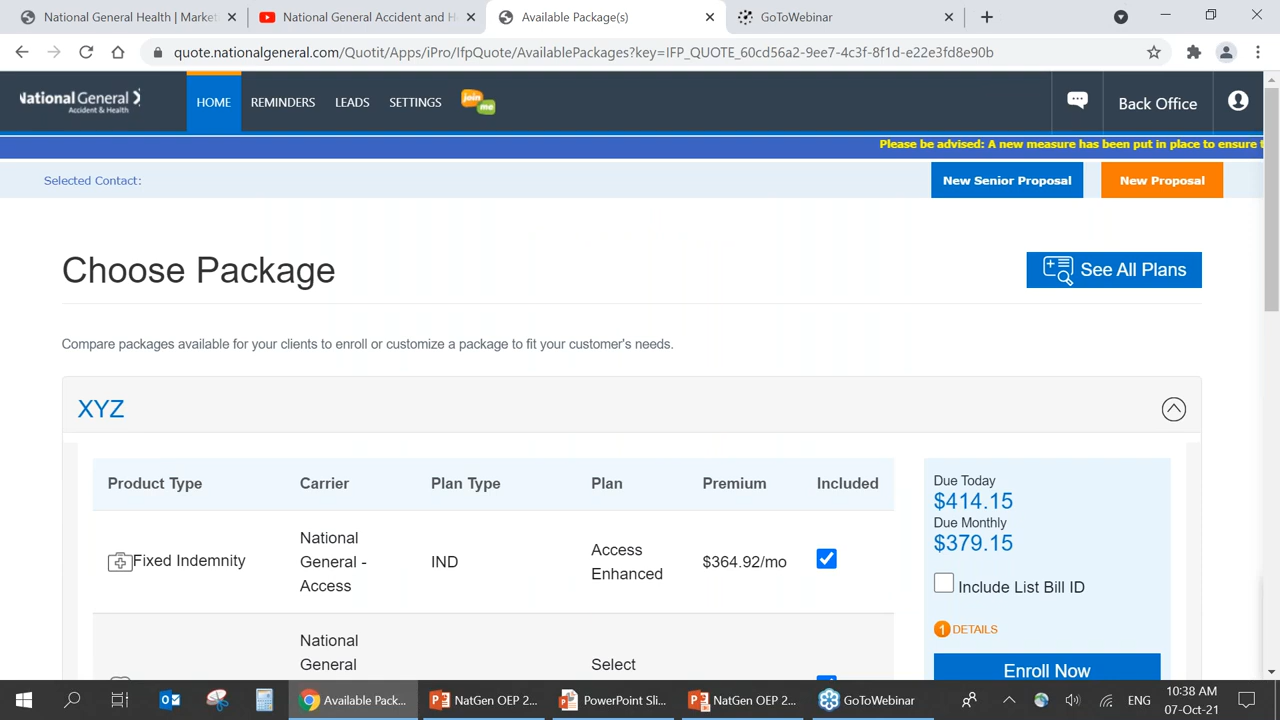 National General Health | Market
National General Accident and H
Available Package(s)
GoToWebinar
quote.nationalgeneral.com/Quotit/Apps/iPro/IfpQuote/AvailablePackages?key=IFP_QUOTE_60cd56a2-9ee7-4c3f-8f1d-e22e3fd8e90b
National General
Accident & Health
HOME
REMINDERS
LEADS
SETTINGS
join me
Back Office
Please be advised: A new measure has been put in place to ensure t
Selected Contact:
New Senior Proposal
New Proposal
Choose Package
See All Plans
Compare packages available for your clients to enroll or customize a package to fit your customer's needs.
XYZ
Product Type
Carrier
Plan Type
Plan
Premium
Included
Fixed Indemnity
National
General -
Access
IND
Access
Enhanced
$364.92/mo
National
General
Select
Due Today
$414.15
Due Monthly
$379.15
Include List Bill ID
1 DETAILS
Enroll Now
Available Pack...
NatGen OEP 2...
PowerPoint Sli...
NatGen OEP 2...
GoToWebinar
ENG
10:38 AM
07-Oct-21